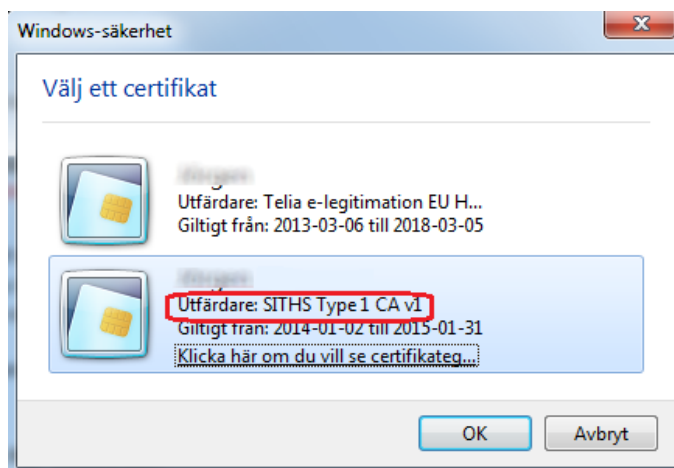 Windows-säkerhet
Välj ett certifikat
Utfärdare: Telia e-legitimation EU H...
Giltigt från: 2013-03-06 till 2018-03-05
Utfärdare: SITHS Type 1 CA v1
Giltigt från: 2014-01-02 till 2015-01-31
Klicka här om du vill se certifikateg...
OK Avbryt